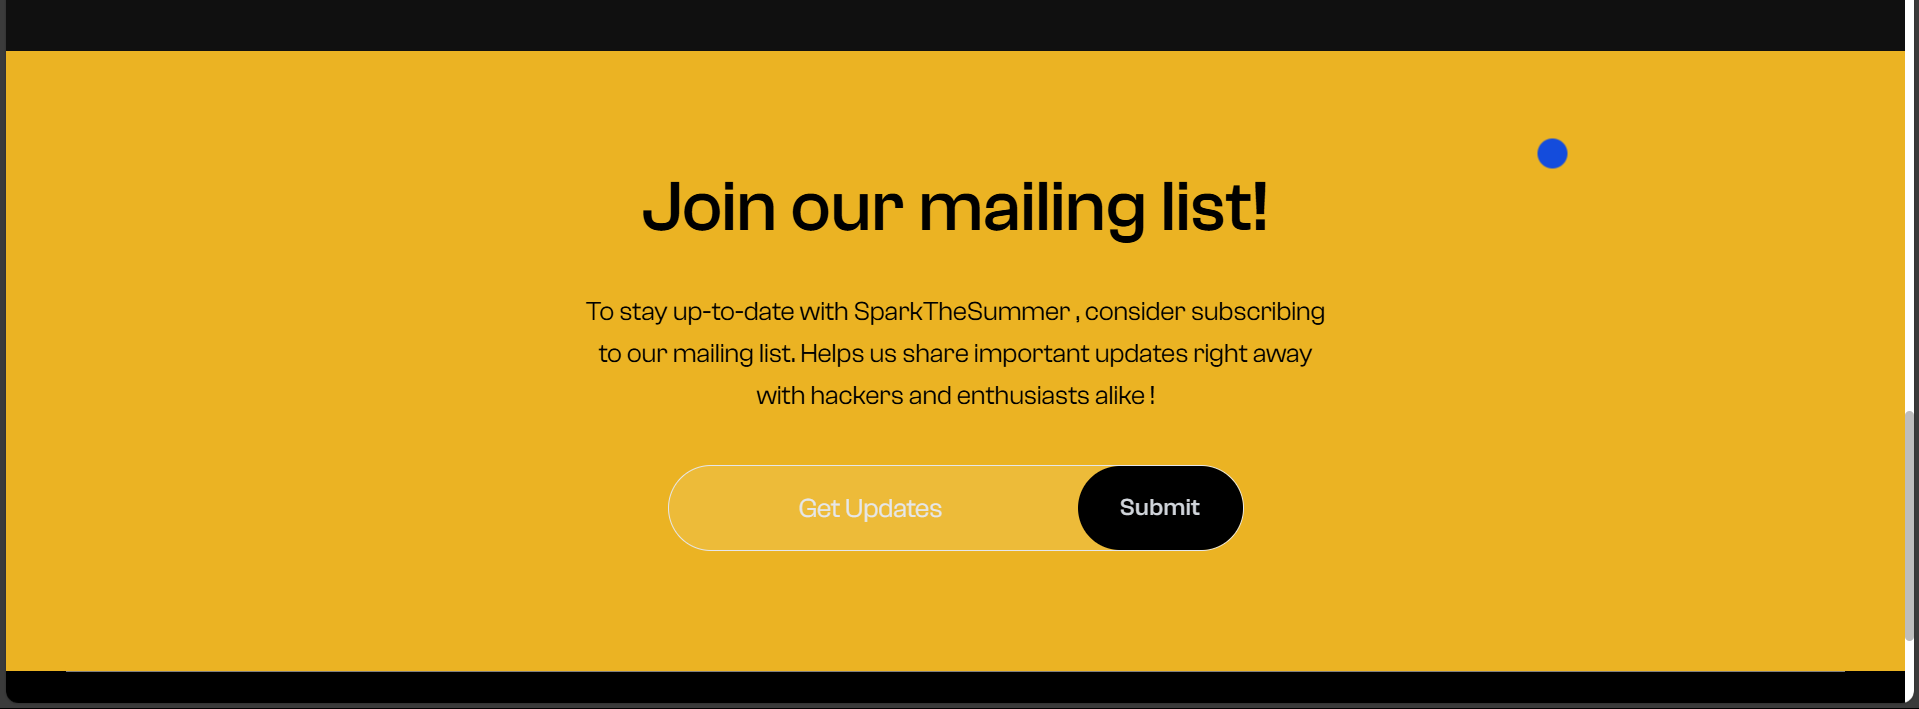 Join our mailing list!
To stay up-to-date with SparkTheSummer , consider subscribing
to our mailing list. Helps us share important updates right away
with hackers and enthusiasts alike !
Get Updates
Submit